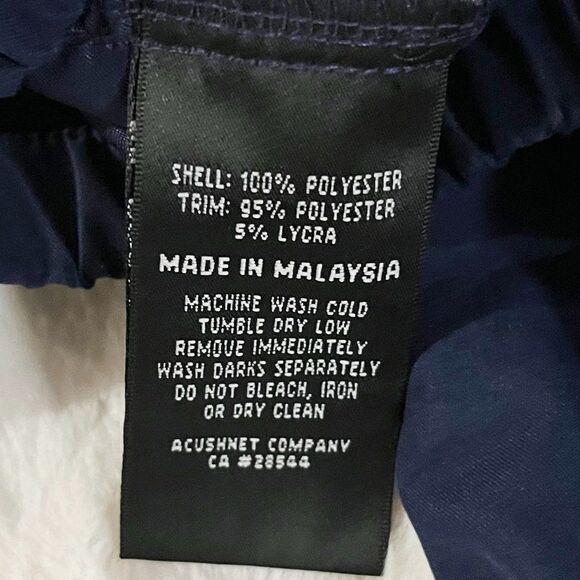 SHELL: 100% POLYESTER
TRIM: 95% POLYESTER
5% LYCRA
MADE IN MALAYSIA
MACHINE WASH COLD
TUMBLE DRY LOW
REMOVE IMMEDIATELY
WASH DARKS SEPARATELY
DO NOT BLEACH, IRON
OR DRY CLEAN
ACUSHNET COMPANY
CA #28544